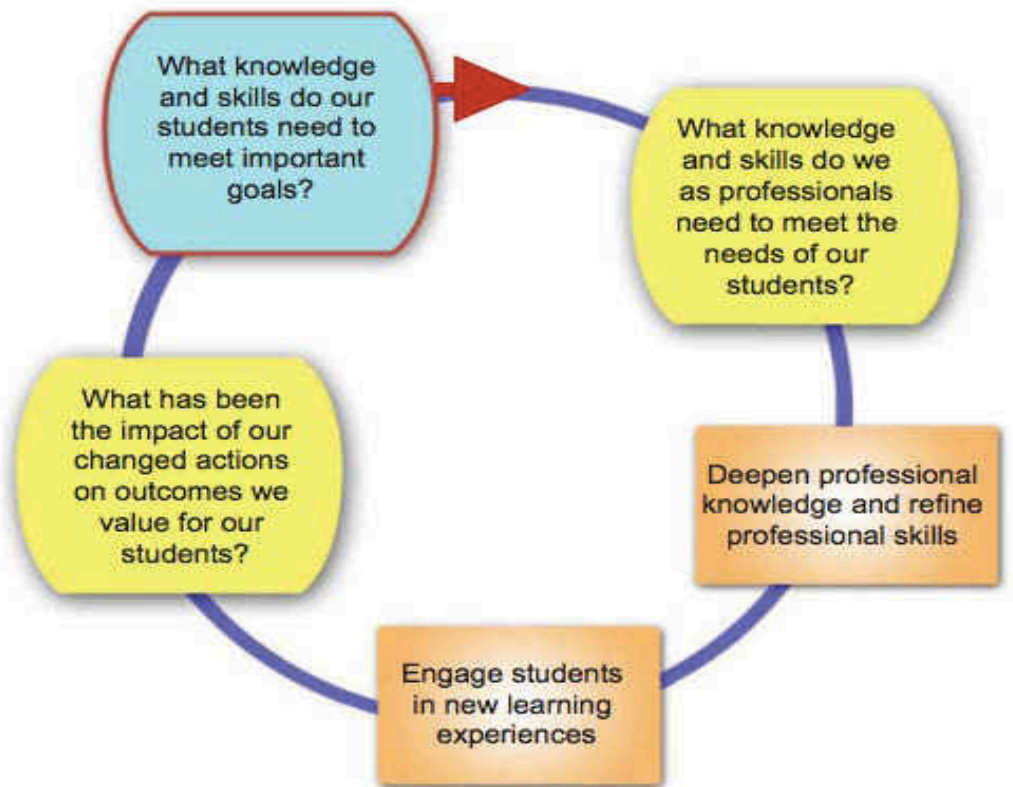 What knowledge
and skills do our
students need to
meet important
goals?
What knowledge
and skills do we
as professionals
need to meet the
needs of our
students?
Deepen professional
knowledge and refine
professional skills
Engage students
in new learning
experiences
What has been
the impact of our
changed actions
on outcomes we
value for our
students?